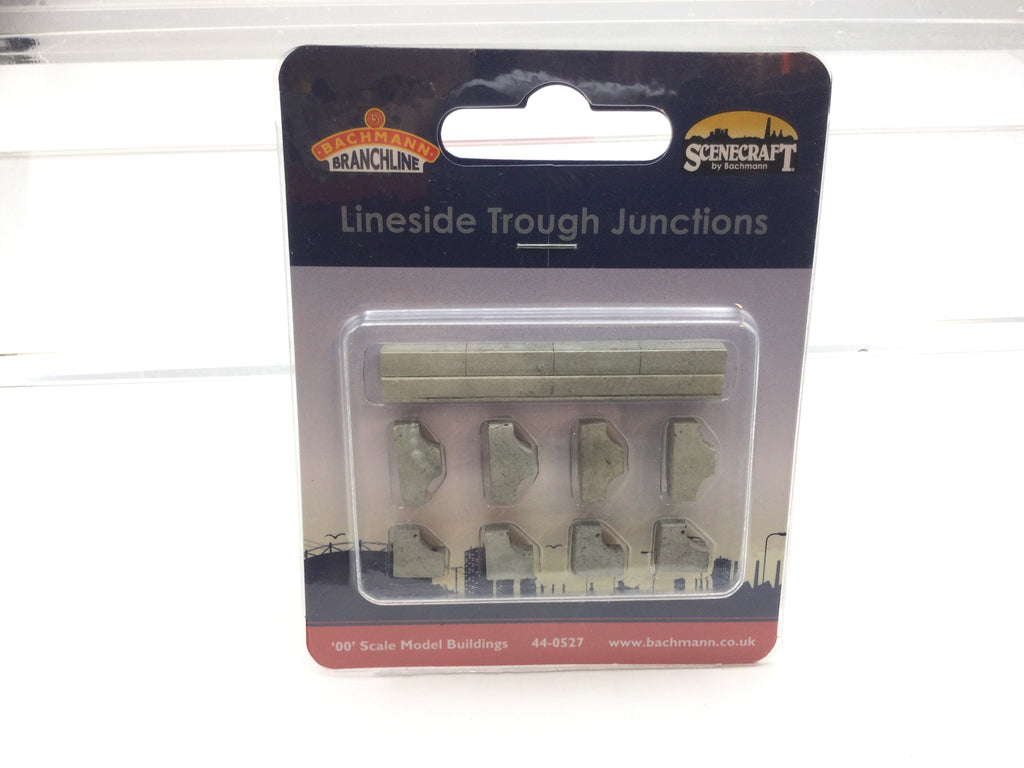 BACHMANN
BRANCHLINE
SCENECRAFT
by Bachmann
Lineside Trough Junctions
'00' Scale Model Buildings 44-0527 www.bachmann.co.uk